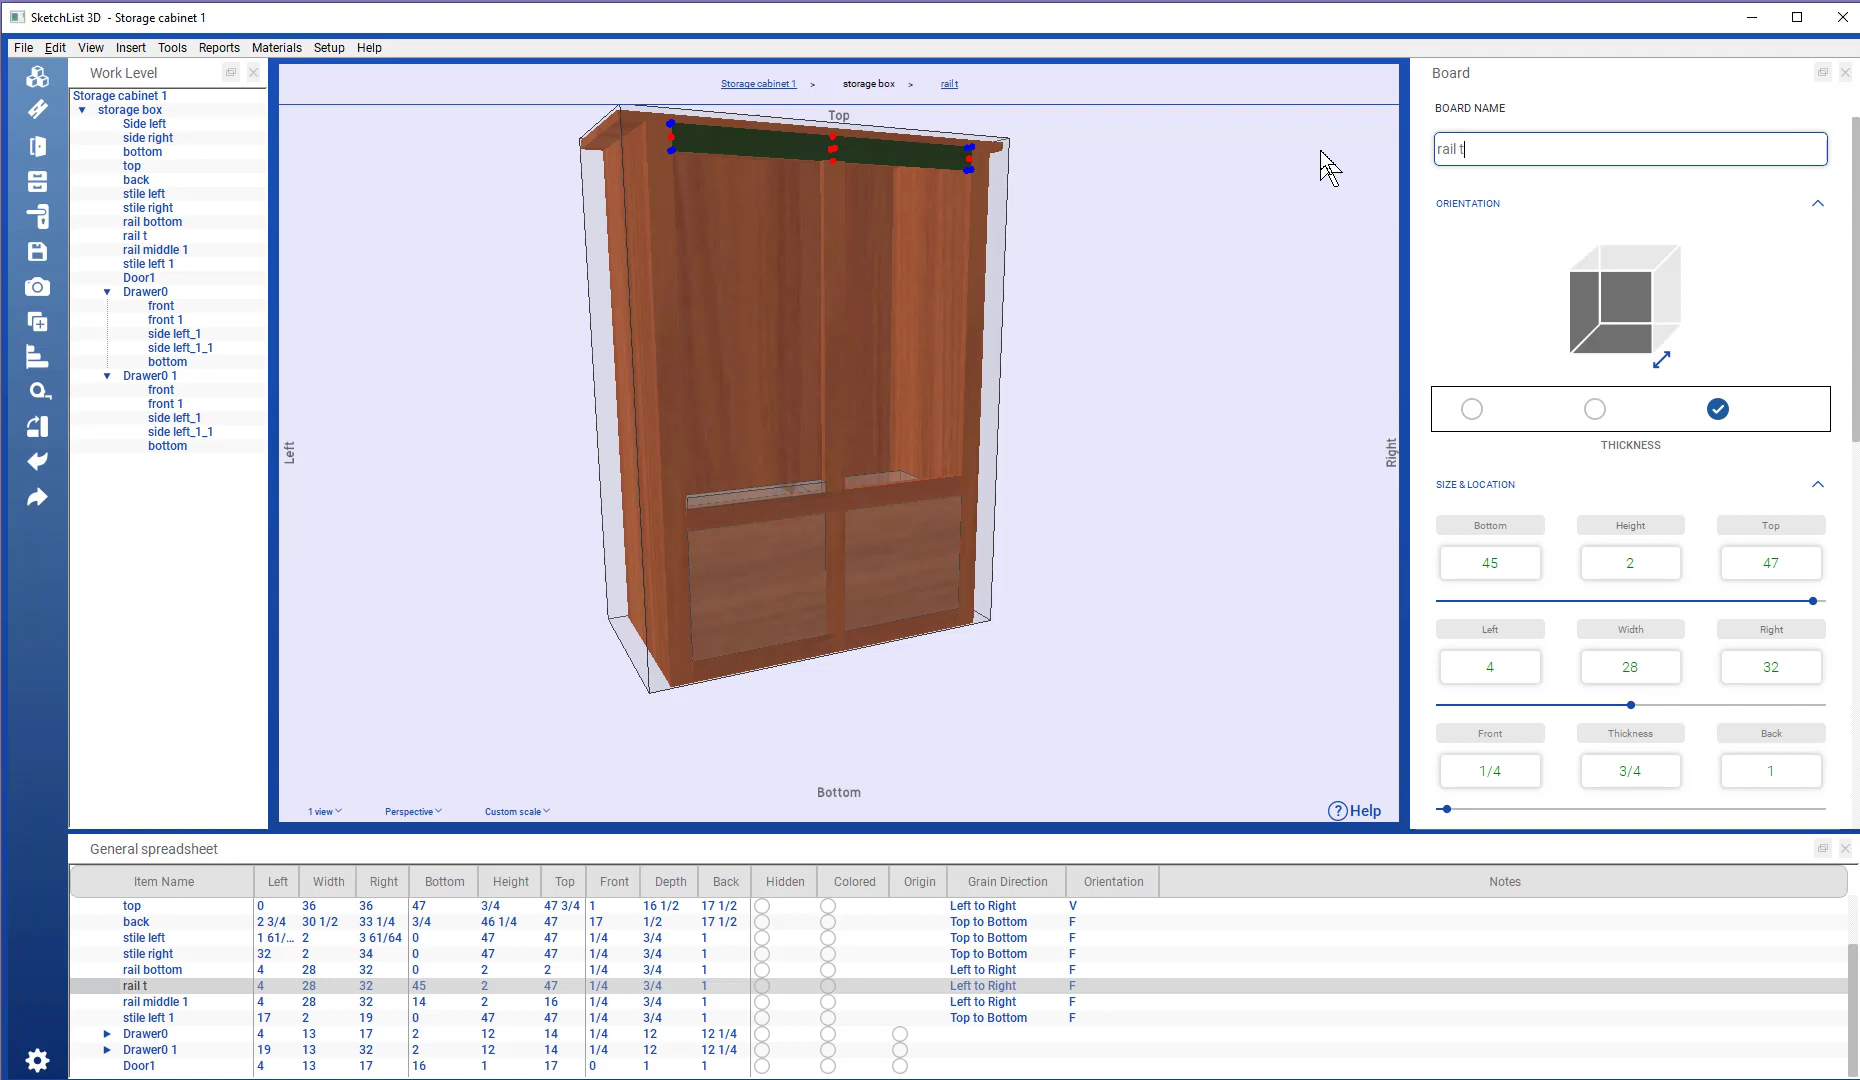 SketchList 3D - Storage cabinet 1
File Edit View Insert Tools Reports Materials Setup Help
Work Level
Storage cabinet 1
storage box
Side left
side right
bottom
top
back
stile left
stile right
rail bottom
rail t
rail middle 1
stile left 1
Door1
Drawer0
front
front 1
side left_1
side left_1_1
bottom
Drawer0 1
front
front 1
side left_1
side left_1_1
bottom
Storage cabinet 1 > storage box > rail t
Top
Left
Right
Bottom
1 view Perspective Custom scale
? Help
Board
BOARD NAME
rail t
ORIENTATION
THICKNESS
SIZE & LOCATION
Bottom Height Top
45 2 47
Left Width Right
4 28 32
Front Thickness Back
1/4 3/4 1
General spreadsheet
Item Name Left Width Right Bottom Height Top Front Depth Back Hidden Colored Origin Grain Direction Orientation Notes
top 0 36 36 47 3/4 47 3/4 1 16 1/2 17 1/2 Left to Right V
back 2 3/4 30 1/2 33 1/4 3/4 46 1/4 47 17 1/2 17 1/2 Top to Bottom F
stile left 1 61/... 2 3 61/64 0 47 47 1/4 3/4 1 Top to Bottom F
stile right 32 2 34 0 47 47 1/4 3/4 1 Top to Bottom F
rail bottom 4 28 32 0 2 2 1/4 3/4 1 Left to Right F
rail t 4 28 32 45 2 47 1/4 3/4 1 Left to Right F
rail middle 1 4 28 32 14 2 16 1/4 3/4 1 Left to Right F
stile left 1 17 2 19 0 47 47 1/4 3/4 1 Top to Bottom F
Drawer0 4 13 17 2 12 14 1/4 12 12 1/4
Drawer0 1 19 13 32 2 12 14 1/4 12 12 1/4
Door1 4 13 17 16 1 17 0 1 1